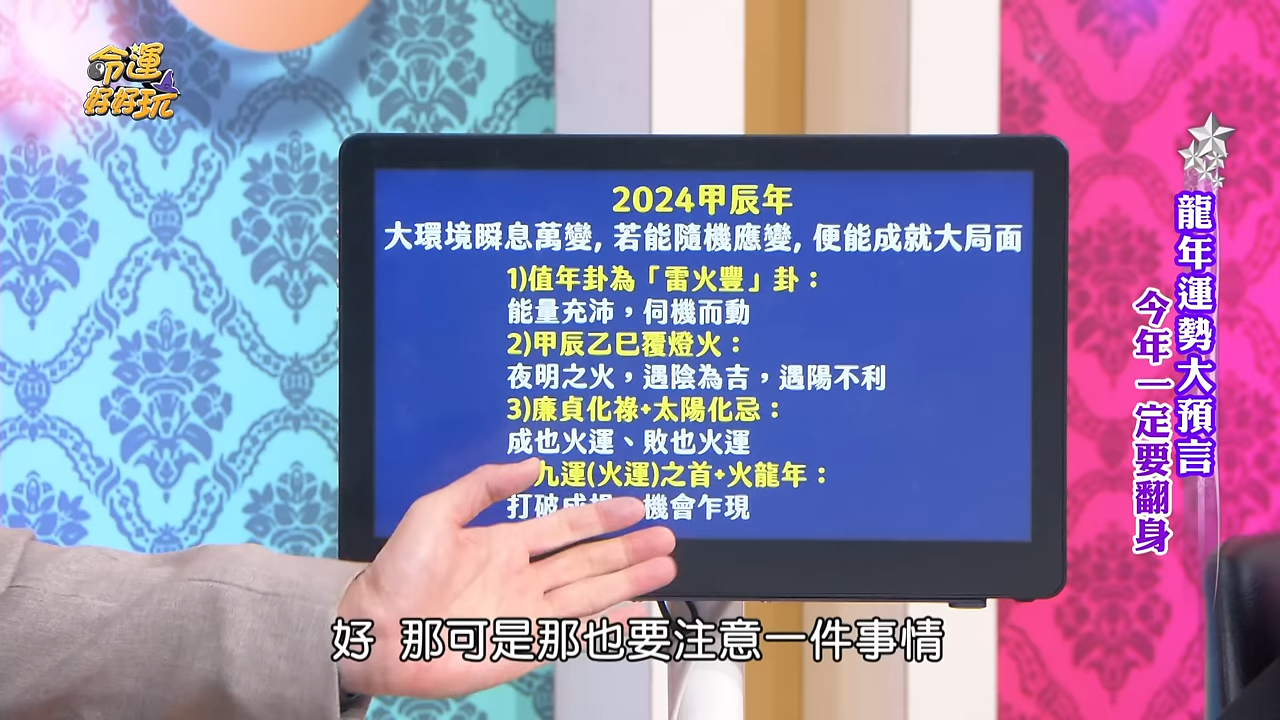 命運
好好玩
2024甲辰年
大環境瞬息萬變, 若能隨機應變, 便能成就大局面
1)值年卦為「雷火豐」卦：
能量充沛，伺機而動
2)甲辰乙巳覆燈火：
夜明之火，遇陰為吉，遇陽不利
3)廉貞化祿+太陽化忌：
成也火運、敗也火運
九運(火運)之首+火龍年：
打破成 機會乍現
龍年運勢大預言
今年一定要翻身
好 那可是那也要注意一件事情